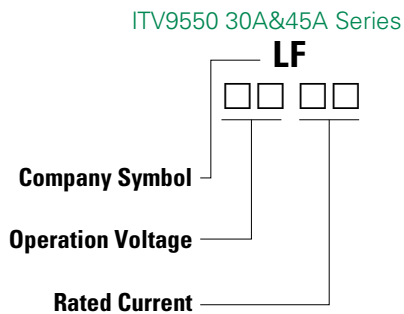 ITV9550 30A&45A Series
LF
□□ □□
Company Symbol
Operation Voltage
Rated Current